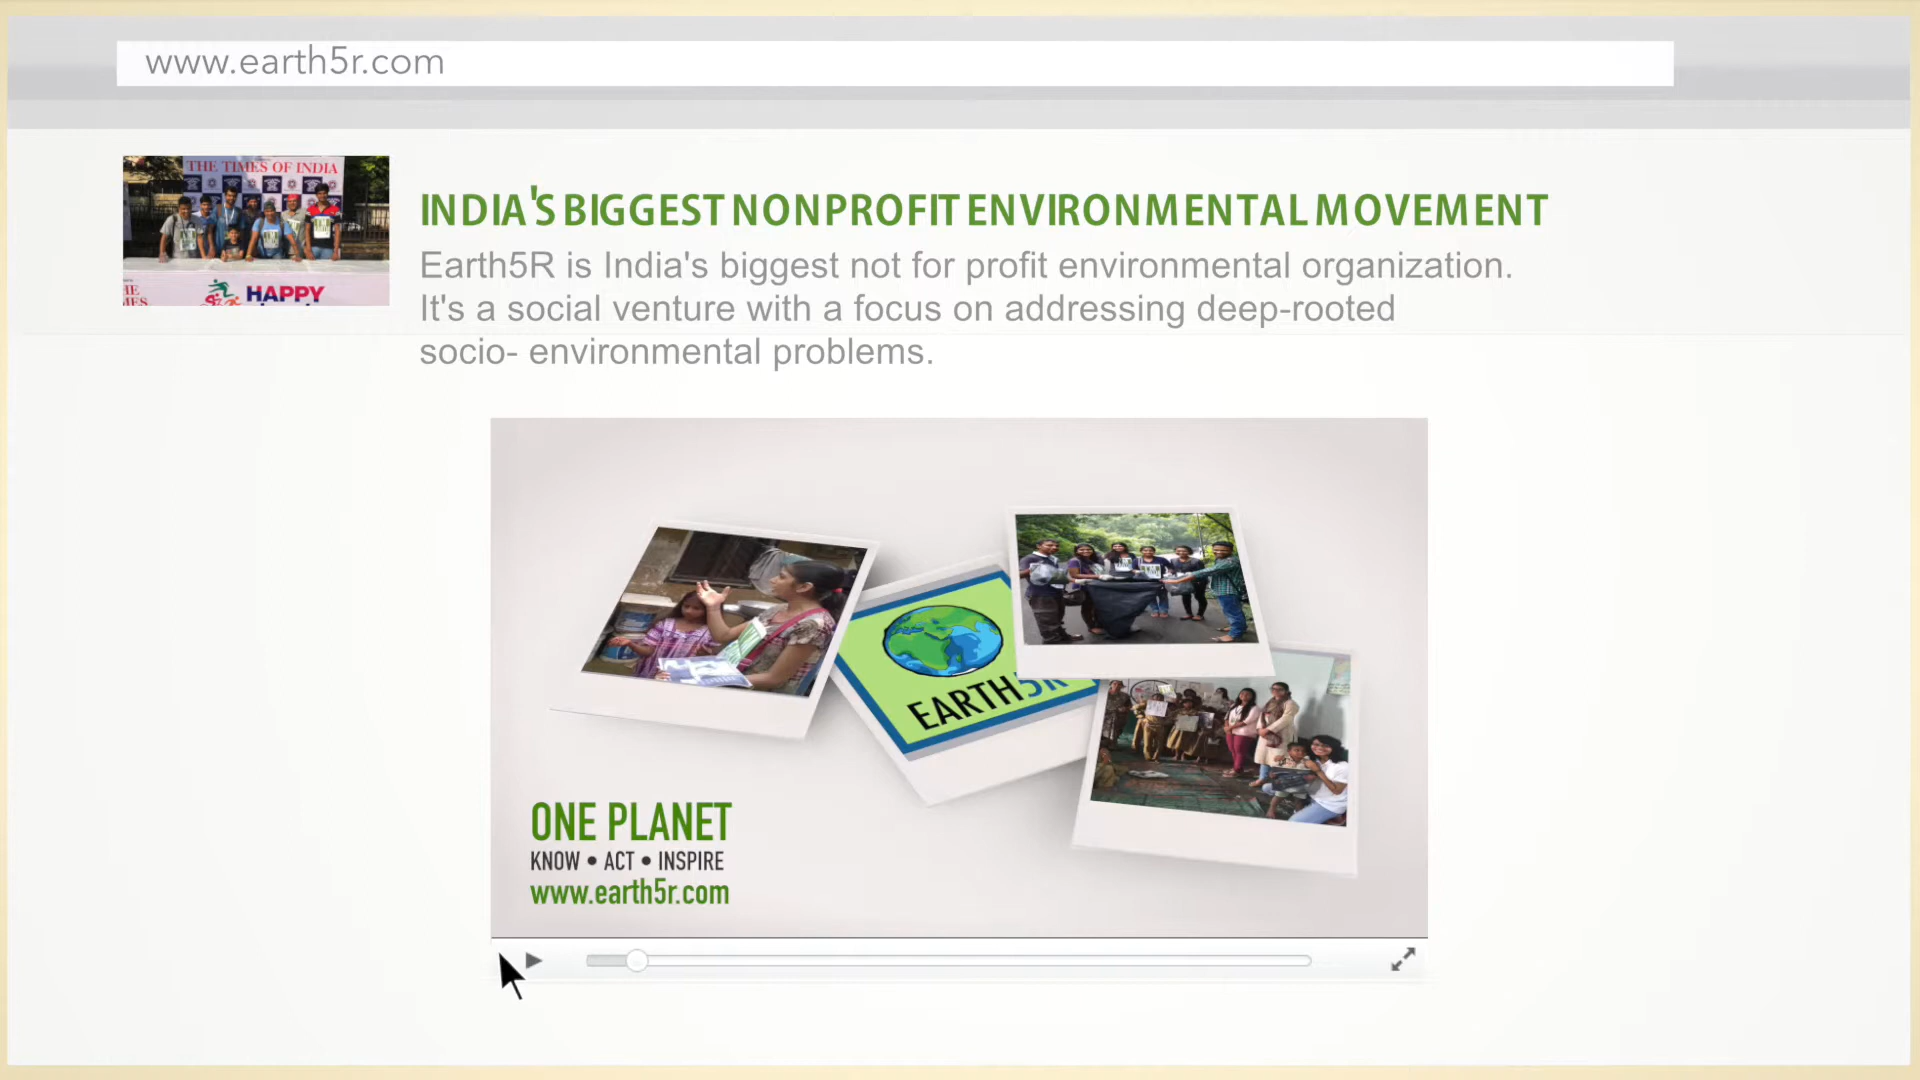 www.earth5r.com
THE TIMES OF INDIA
HAPPY
INDIA'S BIGGEST NONPROFIT ENVIRONMENTAL MOVEMENT
Earth5R is India's biggest not for profit environmental organization.
It's a social venture with a focus on addressing deep-rooted
socio- environmental problems.
EARTH5R
ONE PLANET
KNOW • ACT • INSPIRE
www.earth5r.com